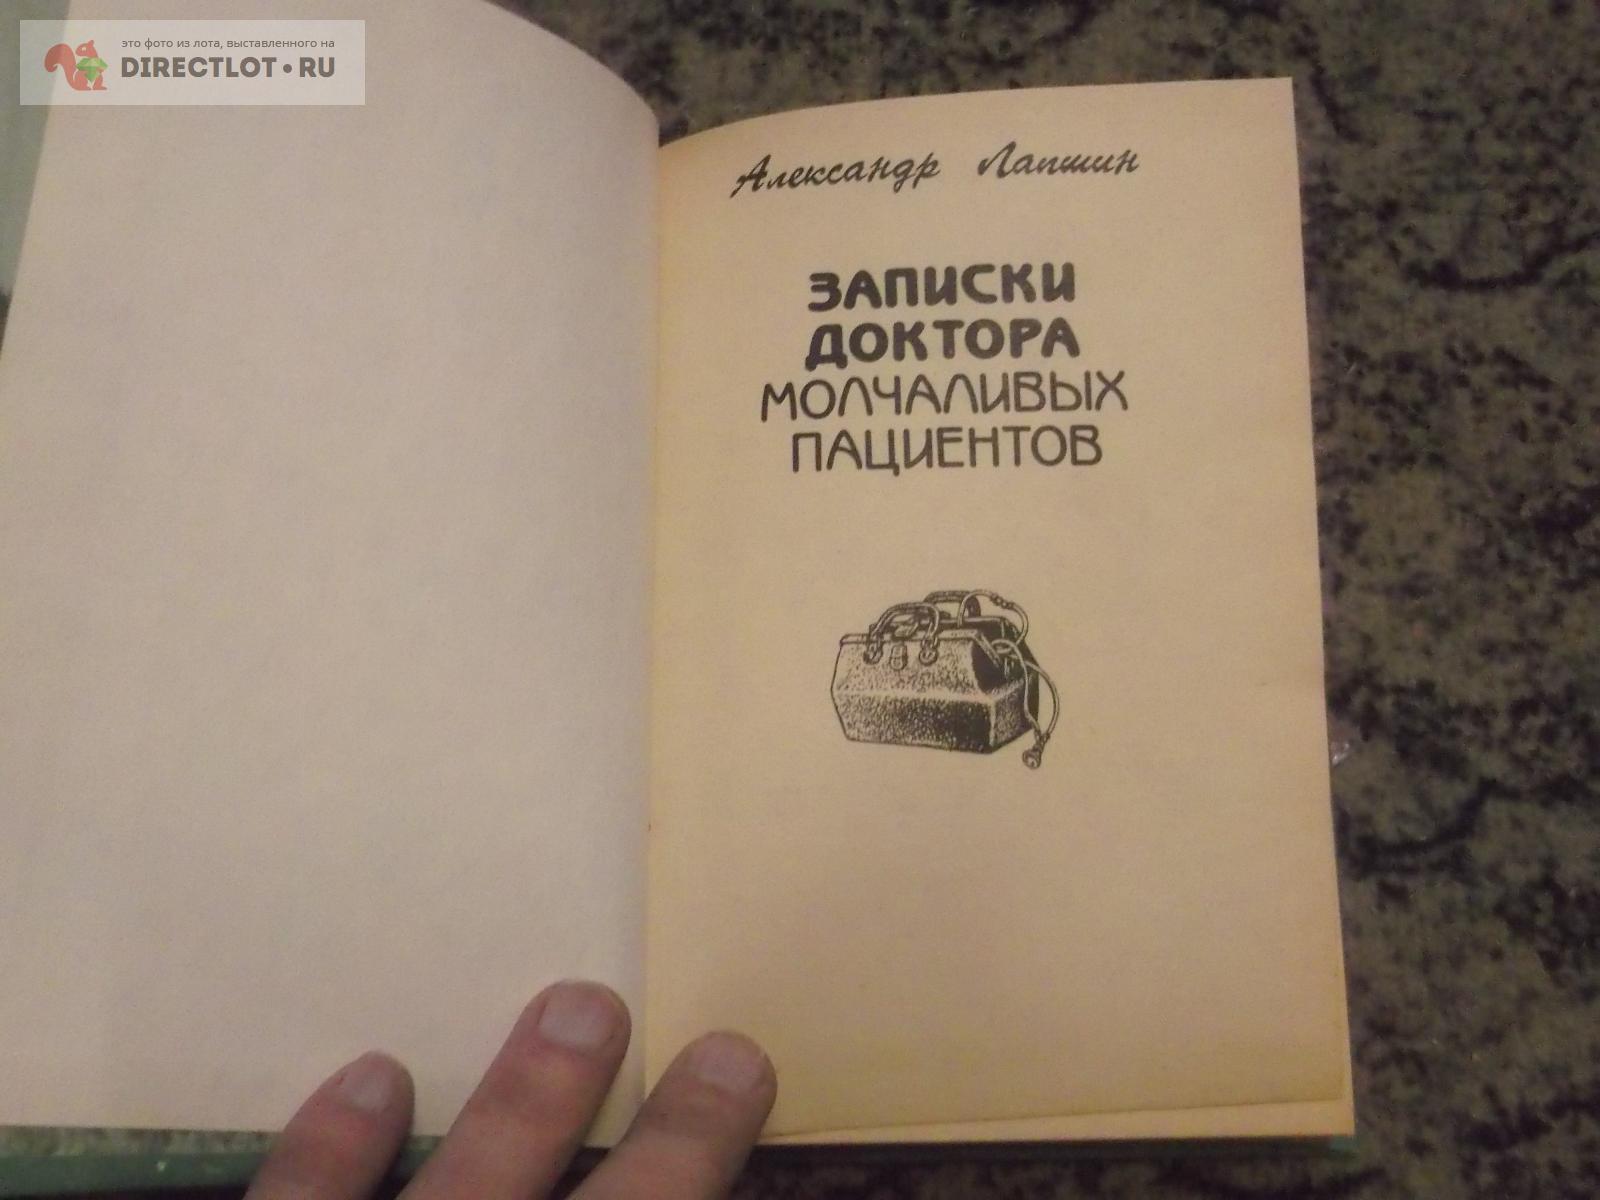 это фото из лота, выставленного на
DIRECTLOT•RU
Александр Лапшин
ЗАПИСКИ
ДОКТОРА
МОЛЧАЛИВЫХ
ПАЦИЕНТОВ